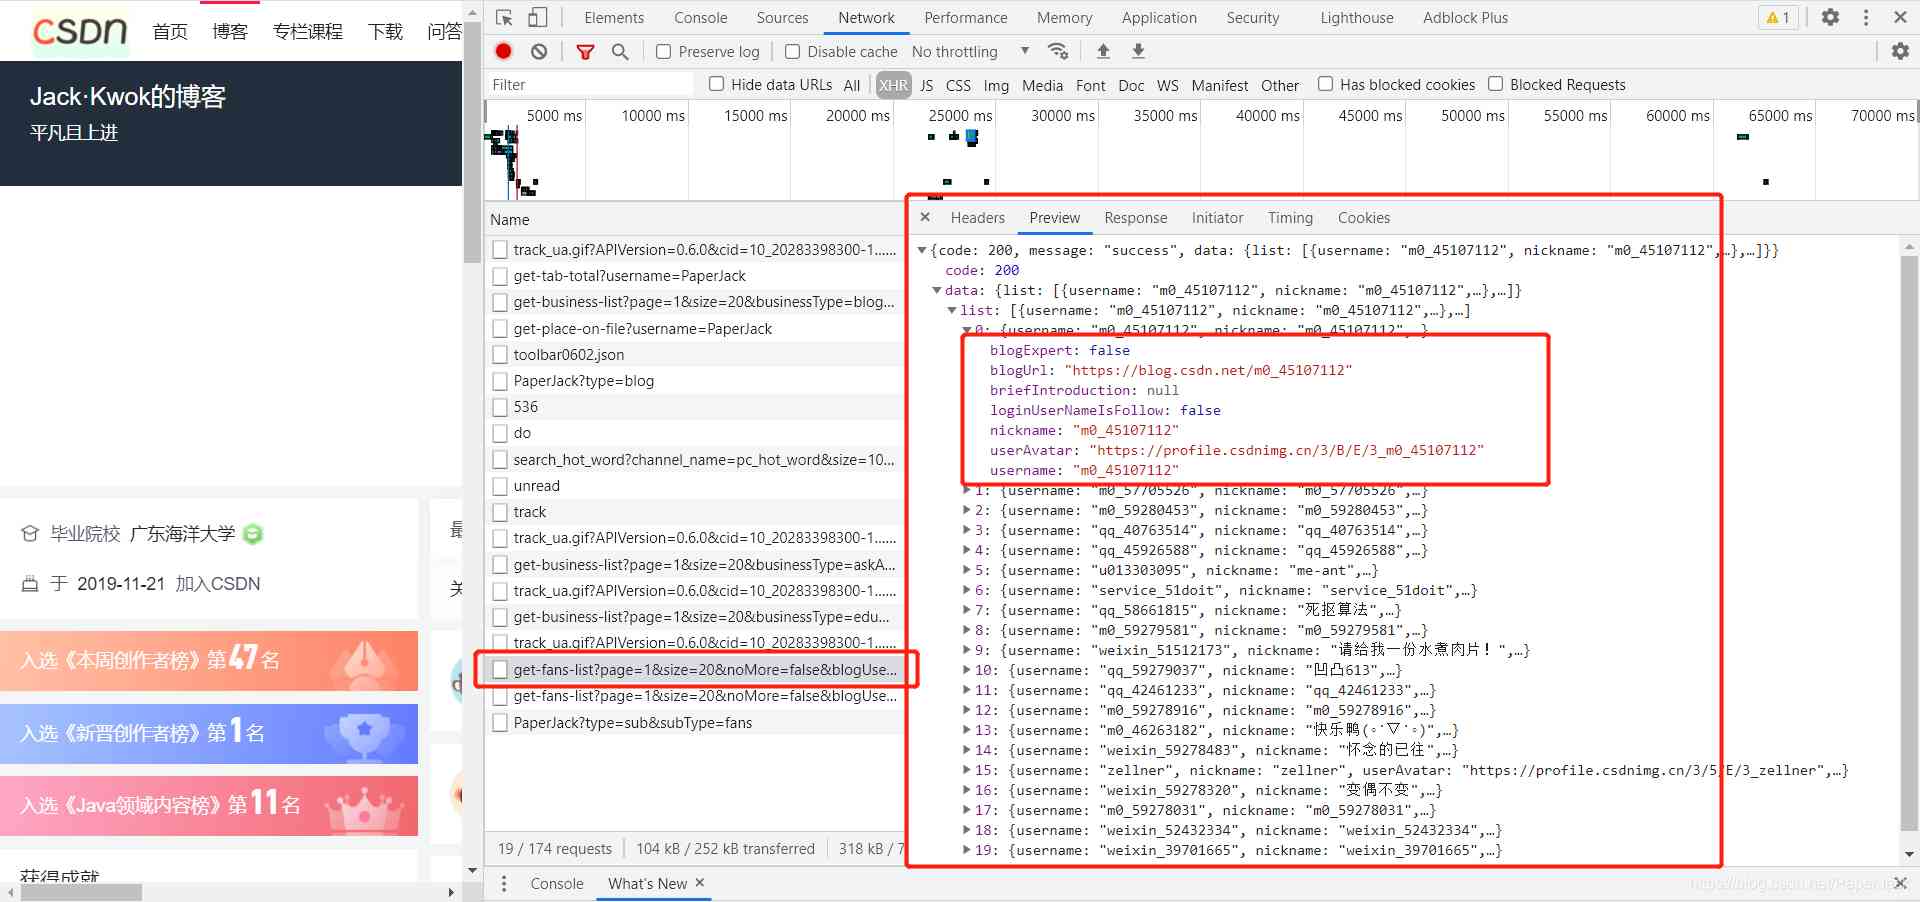 CSDN 首页 博客 专栏课程 下载 问答
Jack·Kwok的博客
平凡且上进
毕业院校 广东海洋大学
于 2019-11-21 加入CSDN
入选《本周创作者榜》第47名
入选《新晋创作者榜》第1名
入选《Java领域内容榜》第11名
获得成就
最
关
Elements Console Sources Network Performance Memory Application Security Lighthouse Adblock Plus 1
Preserve log Disable cache No throttling
Filter Hide data URLs All XHR JS CSS Img Media Font Doc WS Manifest Other Has blocked cookies Blocked Requests
5000 ms 10000 ms 15000 ms 20000 ms 25000 ms 30000 ms 35000 ms 40000 ms 45000 ms 50000 ms 55000 ms 60000 ms 65000 ms 70000 ms
Name
track_ua.gif?APIVersion=0.6.0&cid=10_20283398300-1......
get-tab-total?username=PaperJack
get-business-list?page=1&size=20&businessType=blog...
get-place-on-file?username=PaperJack
toolbar0602.json
PaperJack?type=blog
536
do
search_hot_word?channel_name=pc_hot_word&size=10...
unread
track
track_ua.gif?APIVersion=0.6.0&cid=10_20283398300-1......
get-business-list?page=1&size=20&businessType=askA...
track_ua.gif?APIVersion=0.6.0&cid=10_20283398300-1......
get-business-list?page=1&size=20&businessType=edu...
track_ua.gif?APIVersion=0.6.0&cid=10_20283398300-1......
get-fans-list?page=1&size=20&noMore=false&blogUse...
get-fans-list?page=1&size=20&noMore=false&blogUse...
PaperJack?type=sub&subType=fans
19 / 174 requests 104 kB / 252 kB transferred 318 kB / 7
Headers Preview Response Initiator Timing Cookies
{code: 200, message: "success", data: {list: [{username: "m0_45107112", nickname: "m0_45107112",…},…]}}
code: 200
data: {list: [{username: "m0_45107112", nickname: "m0_45107112",…},…]}
list: [{username: "m0_45107112", nickname: "m0_45107112",…},…]
0: {username: "m0_45107112", nickname: "m0_45107112",…}
blogExpert: false
blogUrl: "https://blog.csdn.net/m0_45107112"
briefIntroduction: null
loginUserNameIsFollow: false
nickname: "m0_45107112"
userAvatar: "https://profile.csdnimg.cn/3/B/E/3_m0_45107112"
username: "m0_45107112"
1: {username: "m0_57705526", nickname: "m0_57705526",…}
2: {username: "m0_59280453", nickname: "m0_59280453",…}
3: {username: "qq_40763514", nickname: "qq_40763514",…}
4: {username: "qq_45926588", nickname: "qq_45926588",…}
5: {username: "u013303095", nickname: "me-ant",…}
6: {username: "service_51doit", nickname: "service_51doit",…}
7: {username: "qq_58661815", nickname: "死抠算法",…}
8: {username: "m0_59279581", nickname: "m0_59279581",…}
9: {username: "weixin_51512173", nickname: "请给我一份水煮肉片！",…}
10: {username: "qq_59279037", nickname: "凹凸613",…}
11: {username: "qq_42461233", nickname: "qq_42461233",…}
12: {username: "m0_59278916", nickname: "m0_59278916",…}
13: {username: "m0_46263182", nickname: "快乐鸭(◦˙▽˙◦)",…}
14: {username: "weixin_59278483", nickname: "怀念的已往",…}
15: {username: "zellner", nickname: "zellner", userAvatar: "https://profile.csdnimg.cn/3/5/E/3_zellner",…}
16: {username: "weixin_59278320", nickname: "变偶不变",…}
17: {username: "m0_59278031", nickname: "m0_59278031",…}
18: {username: "weixin_52432334", nickname: "weixin_52432334",…}
19: {username: "weixin_39701665", nickname: "weixin_39701665",…}
Console What's New
https://blog.csdn.net/PaperJack